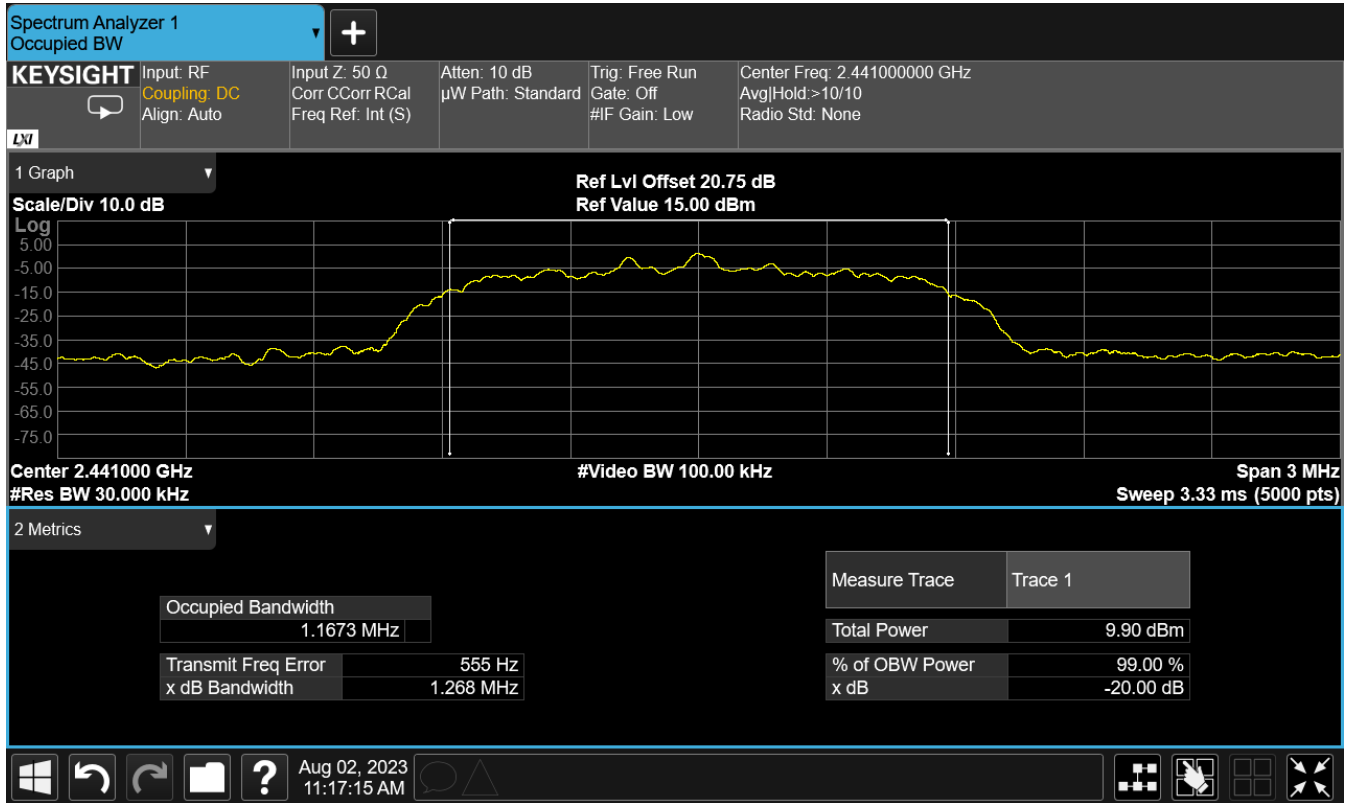 Spectrum Analyzer 1
Occupied BW
▼
+
KEYSIGHT
LXI
Input: RF
Coupling: DC
Align: Auto
Input Z: 50 Ω
Corr CCorr RCal
Freq Ref: Int (S)
Atten: 10 dB
µW Path: Standard
Trig: Free Run
Gate: Off
#IF Gain: Low
Center Freq: 2.441000000 GHz
Avg|Hold:>10/10
Radio Std: None
1 Graph ▼
Ref Lvl Offset 20.75 dB
Scale/Div 10.0 dB Ref Value 15.00 dBm
Log
5.00
-5.00
-15.0
-25.0
-35.0
-45.0
-55.0
-65.0
-75.0
Center 2.441000 GHz #Video BW 100.00 kHz Span 3 MHz
#Res BW 30.000 kHz Sweep 3.33 ms (5000 pts)
2 Metrics ▼
Occupied Bandwidth
1.1673 MHz
Transmit Freq Error 555 Hz
x dB Bandwidth 1.268 MHz
Measure Trace Trace 1
Total Power 9.90 dBm
% of OBW Power 99.00 %
x dB -20.00 dB
?
Aug 02, 2023
11:17:15 AM